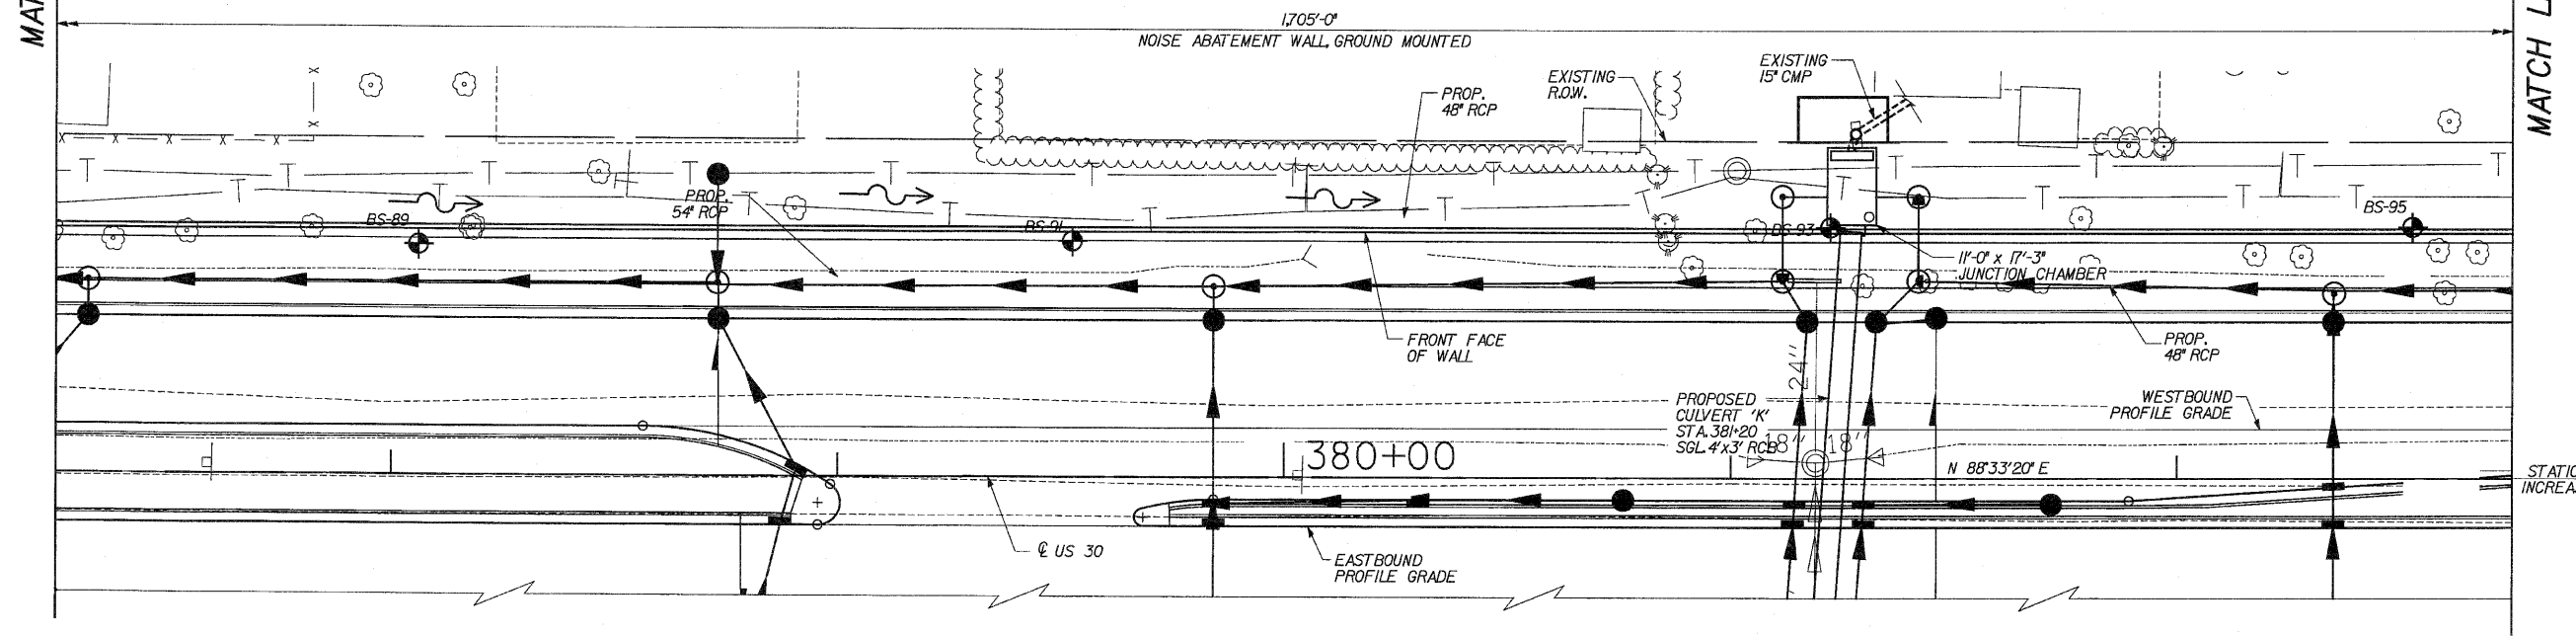 1,705'-0"
NOISE ABATEMENT WALL, GROUND MOUNTED
MATCH L
EXISTING
15" CMP
EXISTING
R.O.W.
PROP.
48" RCP
PROP.
54" RCP
BS-89
BS-91
BS-93
BS-95
11'-0" x 17'-3"
JUNCTION CHAMBER
FRONT FACE
OF WALL
PROP.
48" RCP
24"
PROPOSED
CULVERT 'K'
STA. 381+20
SGL. 4'x3' RCB
18" 18"
WESTBOUND
PROFILE GRADE
380+00
N 88°33'20" E
STATIO
INCREA
℄ US 30
EASTBOUND
PROFILE GRADE